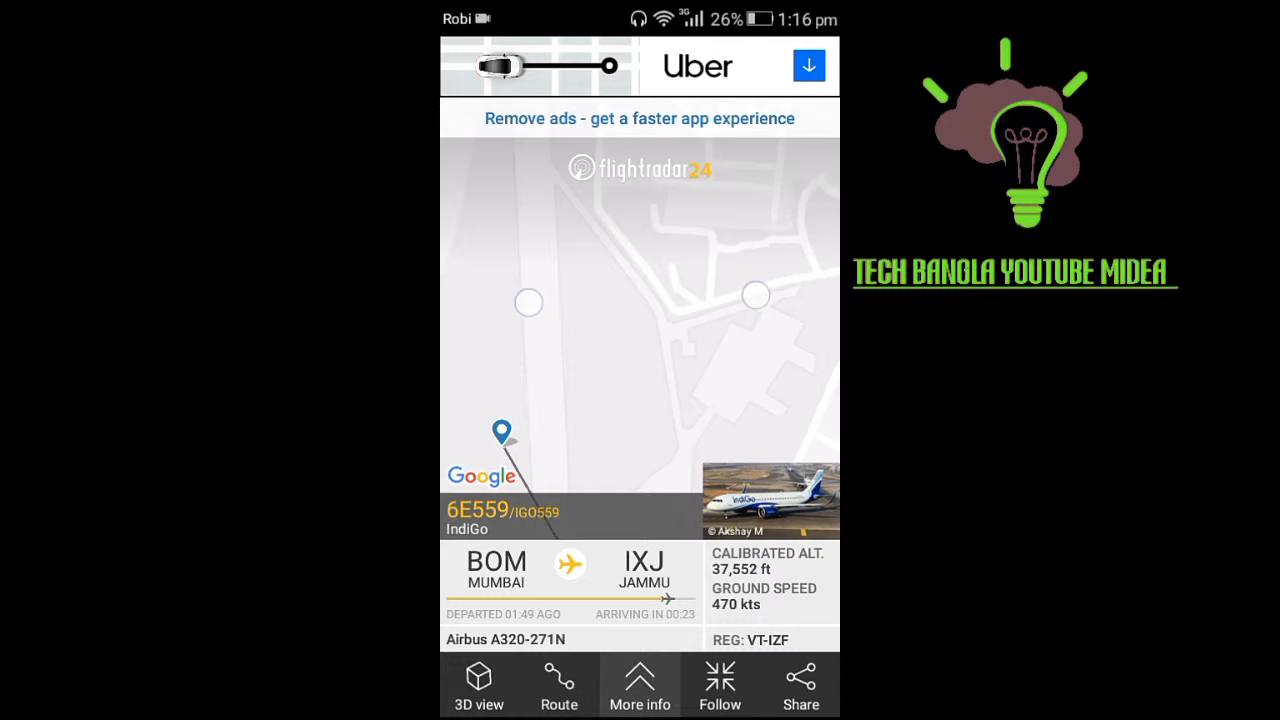 Robi 3G 26% 1:16 pm
Uber
Remove ads - get a faster app experience
flightradar24
TECH BANGLA YOUTUBE MIDEA
Google
6E559/IGO559
IndiGo
IndiGo
© Akshay M
BOM IXJ
MUMBAI JAMMU
DEPARTED 01:49 AGO ARRIVING IN 00:23
CALIBRATED ALT.
37,552 ft
GROUND SPEED
470 kts
Airbus A320-271N REG: VT-IZF
3D view Route More info Follow Share